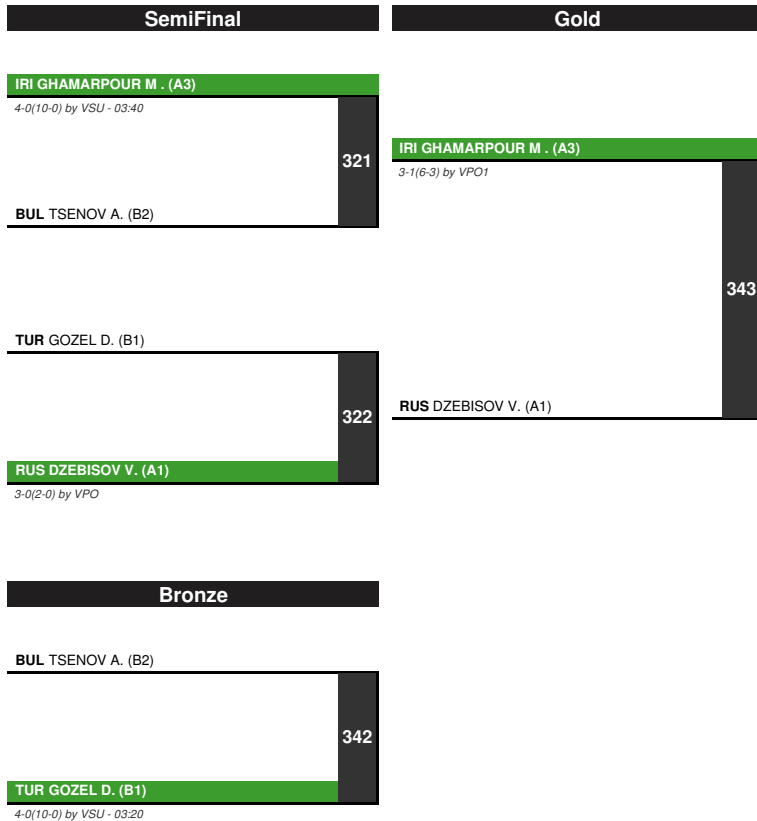 SemiFinal
IRI GHAMARPOUR M . (A3)
4-0(10-0) by VSU - 03:40
321
BUL TSENOV A. (B2)
TUR GOZEL D. (B1)
322
RUS DZEBISOV V. (A1)
3-0(2-0) by VPO
Gold
IRI GHAMARPOUR M . (A3)
3-1(6-3) by VPO1
343
RUS DZEBISOV V. (A1)
Bronze
BUL TSENOV A. (B2)
342
TUR GOZEL D. (B1)
4-0(10-0) by VSU - 03:20